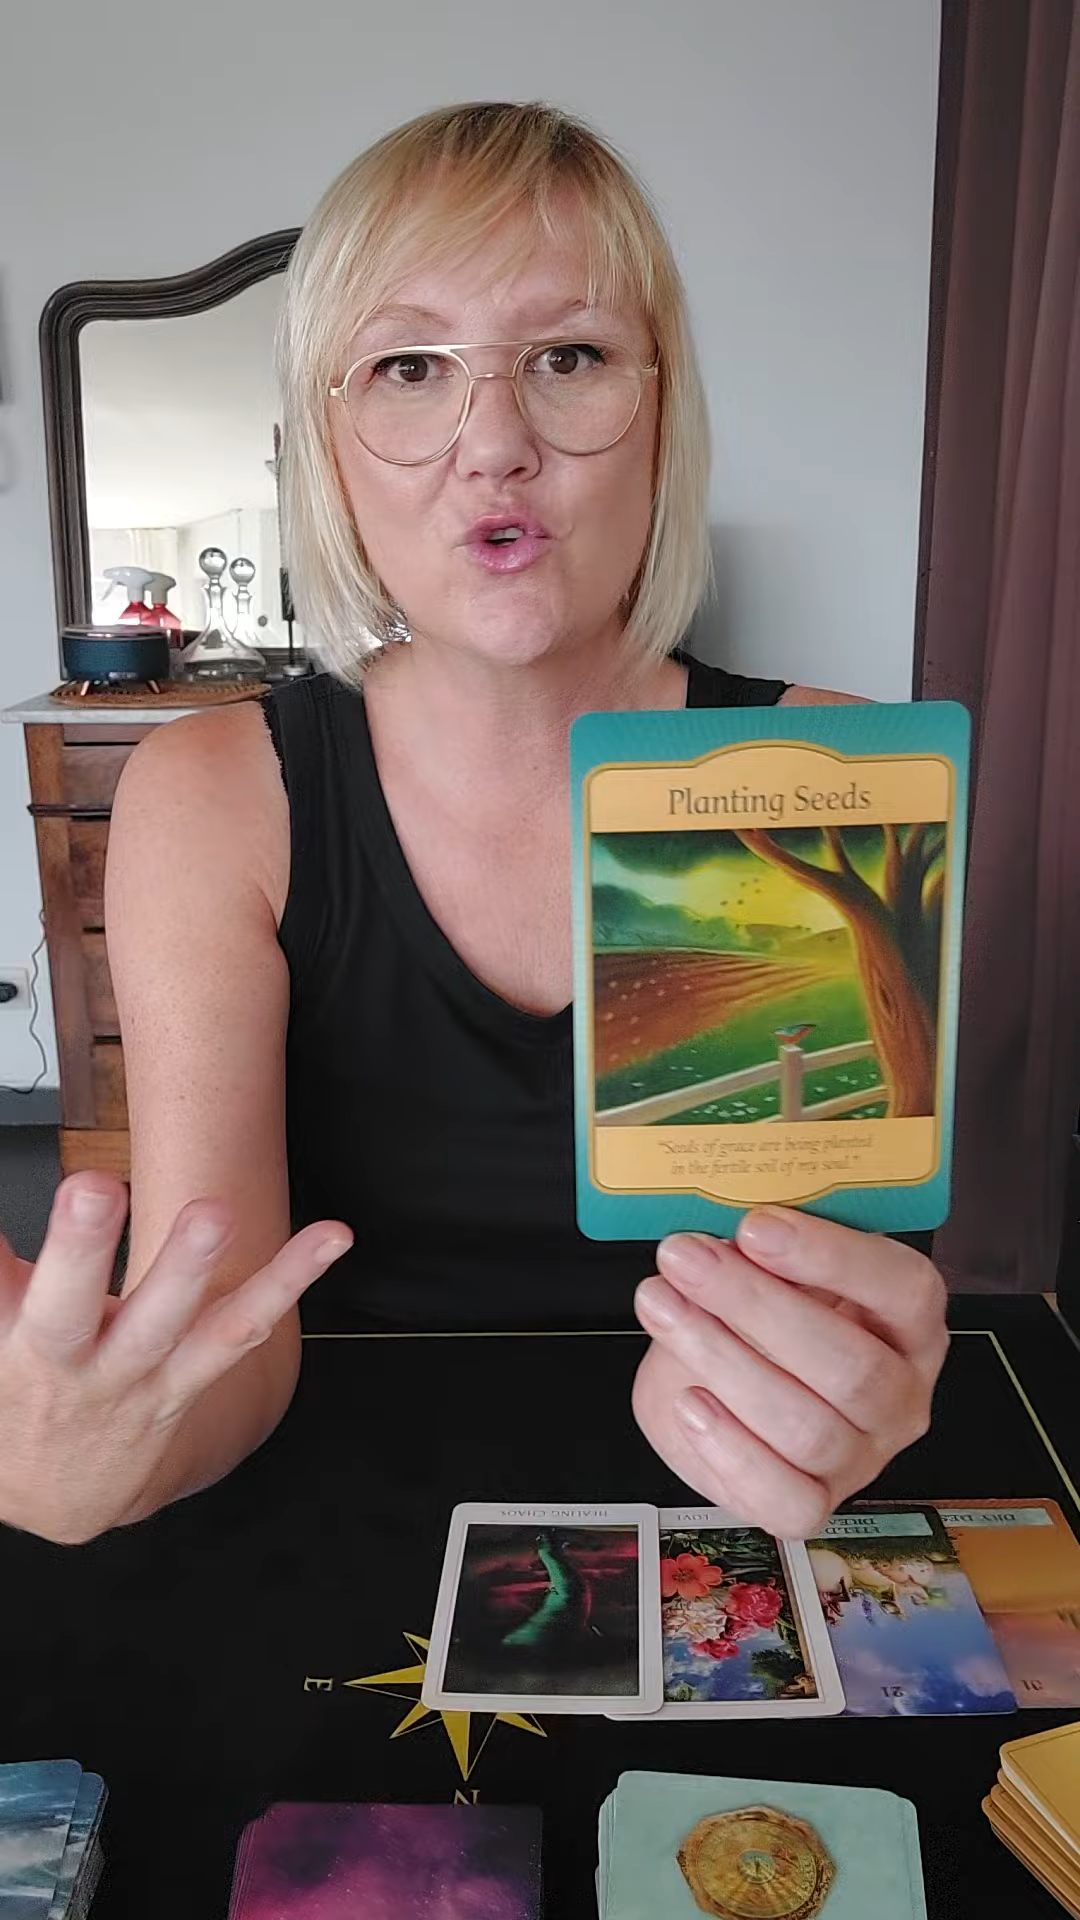 Planting Seeds
"Seeds of grace are being planted
in the fertile soil of my soul."
HEALING CHAOS
LOVE
FIELD
21
E
N